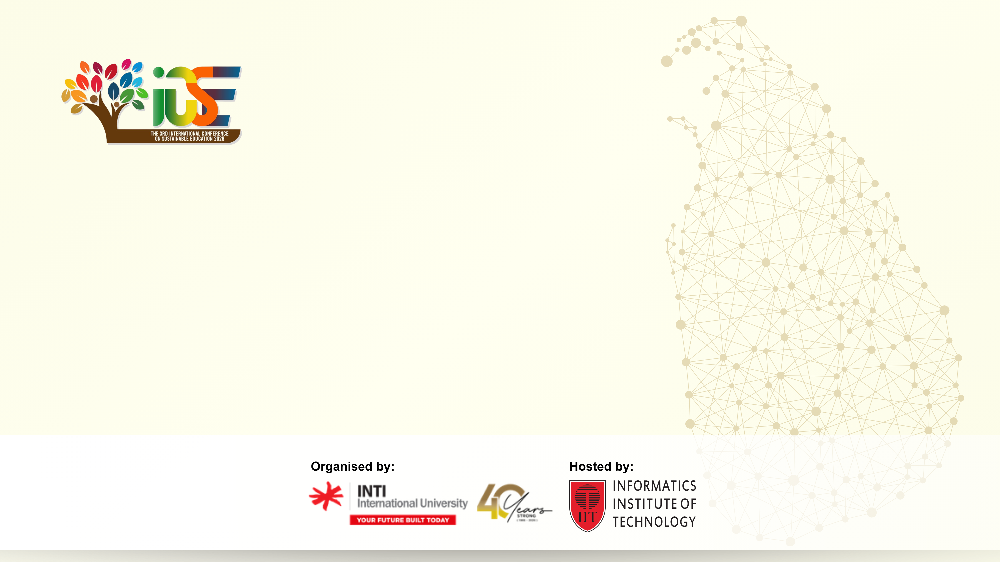 iCSE
THE 3RD INTERNATIONAL CONFERENCE
ON SUSTAINABLE EDUCATION 2026
Organised by:
INTI
International University
YOUR FUTURE BUILT TODAY
40 Years
STRONG
Hosted by:
IIT
INFORMATICS
INSTITUTE OF
TECHNOLOGY